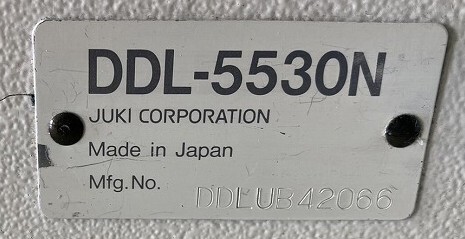 DDL-5530N
JUKI CORPORATION
Made in Japan
Mfg.No. DDLUB42066